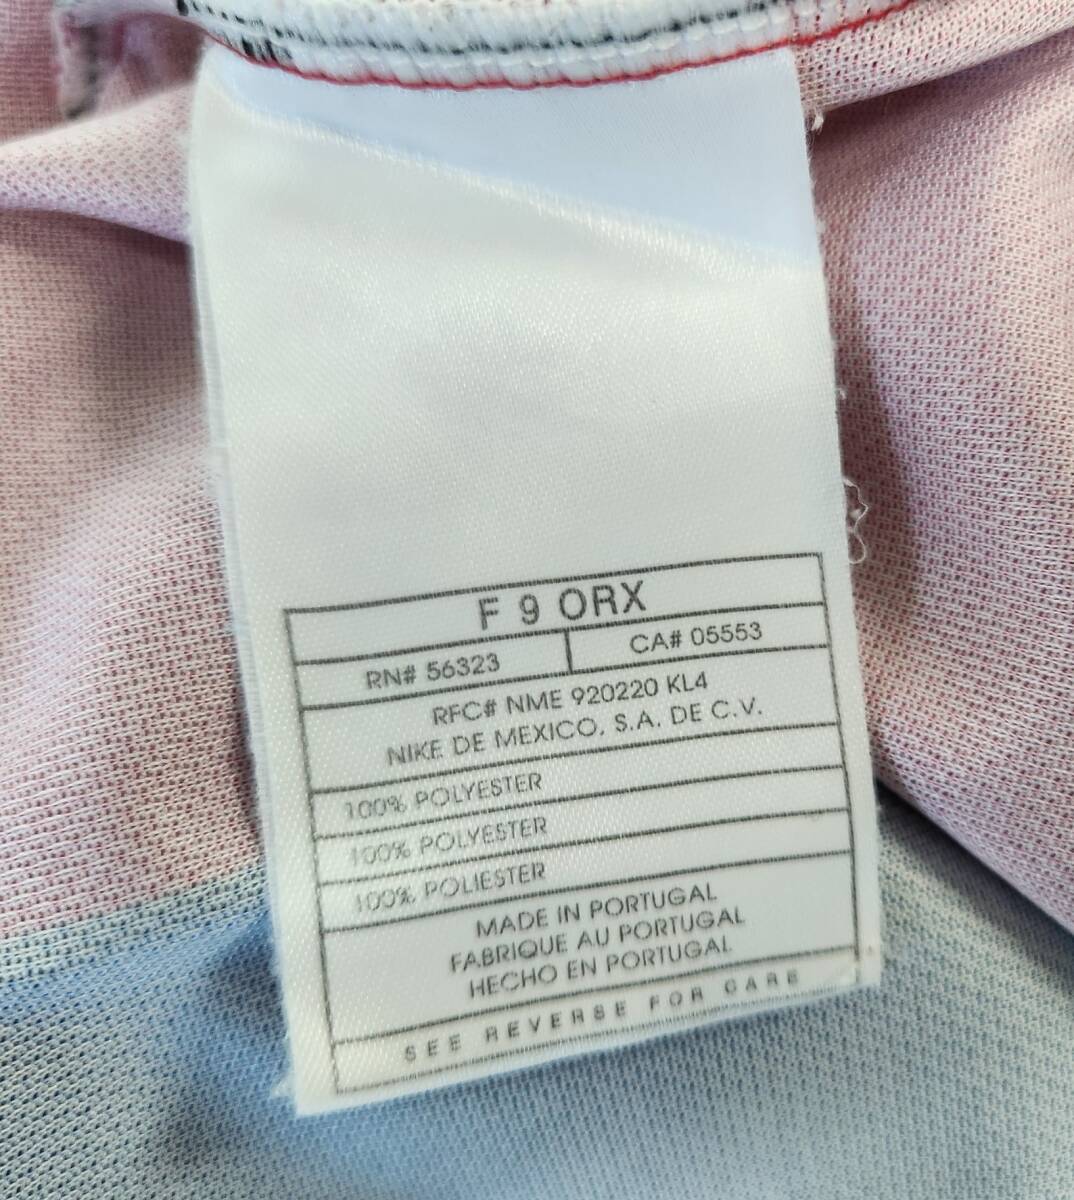 F 9 ORX
RN# 56323 CA# 05553
RFC# NME 920220 KL4
NIKE DE MEXICO, S.A. DE C.V.
100% POLYESTER
100% POLYESTER
100% POLIESTER
MADE IN PORTUGAL
FABRIQUE AU PORTUGAL
HECHO EN PORTUGAL
SEE REVERSE FOR CARE